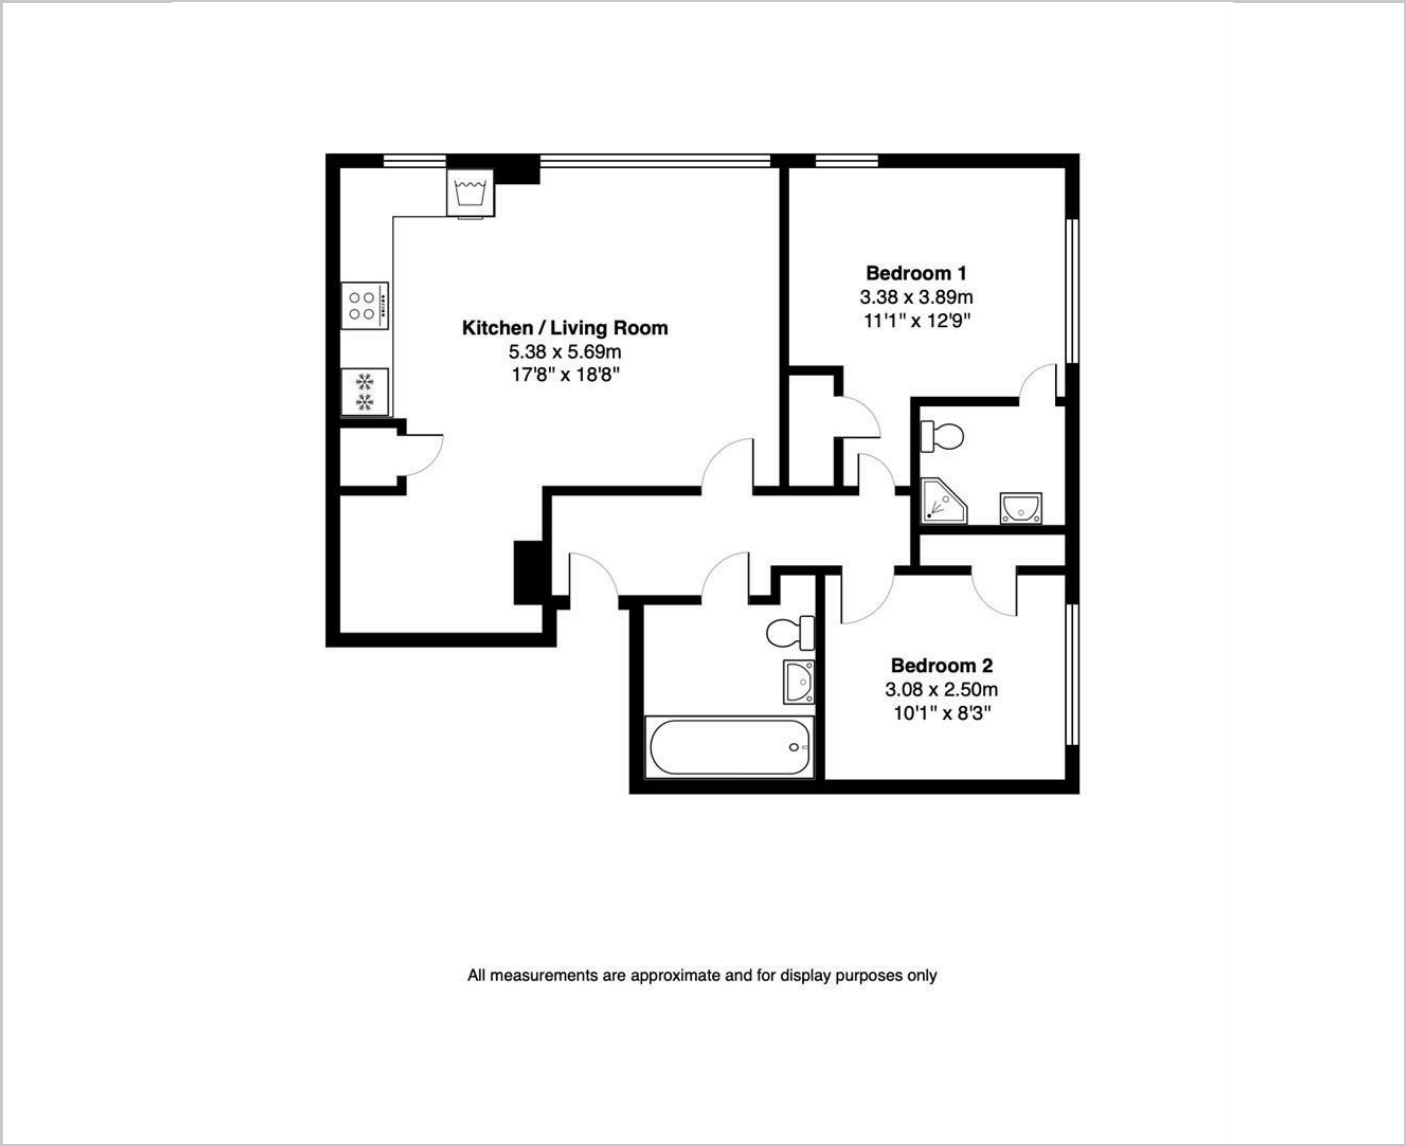 Bedroom 1
3.38 x 3.89m
11'1" x 12'9"
Kitchen / Living Room
5.38 x 5.69m
17'8" x 18'8"
Bedroom 2
3.08 x 2.50m
10'1" x 8'3"
All measurements are approximate and for display purposes only